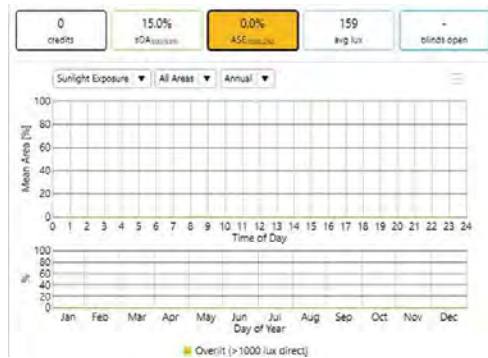 0 15.0% 0.0% 159 -
credits sDA ASE avg lux blinds open
Sunlight Exposure ▼ All Areas ▼ Annual ▼
100
80
60
40
20
0
Mean Area [%]
0 1 2 3 4 5 6 7 8 9 10 11 12 13 14 15 16 17 18 19 20 21 22 23 24
Time of Day
100
80
60
40
20
0
%
Jan Feb Mar Apr May Jun Jul Aug Sep Oct Nov Dec
Day of Year
Overlit (>1000 lux direct)